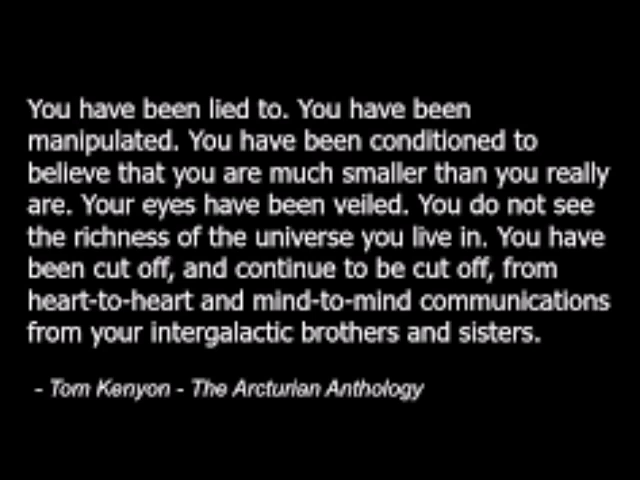 You have been lied to. You have been
manipulated. You have been conditioned to
believe that you are much smaller than you really
are. Your eyes have been veiled. You do not see
the richness of the universe you live in. You have
been cut off, and continue to be cut off, from
heart-to-heart and mind-to-mind communications
from your intergalactic brothers and sisters.
- Tom Kenyon - The Arcturian Anthology